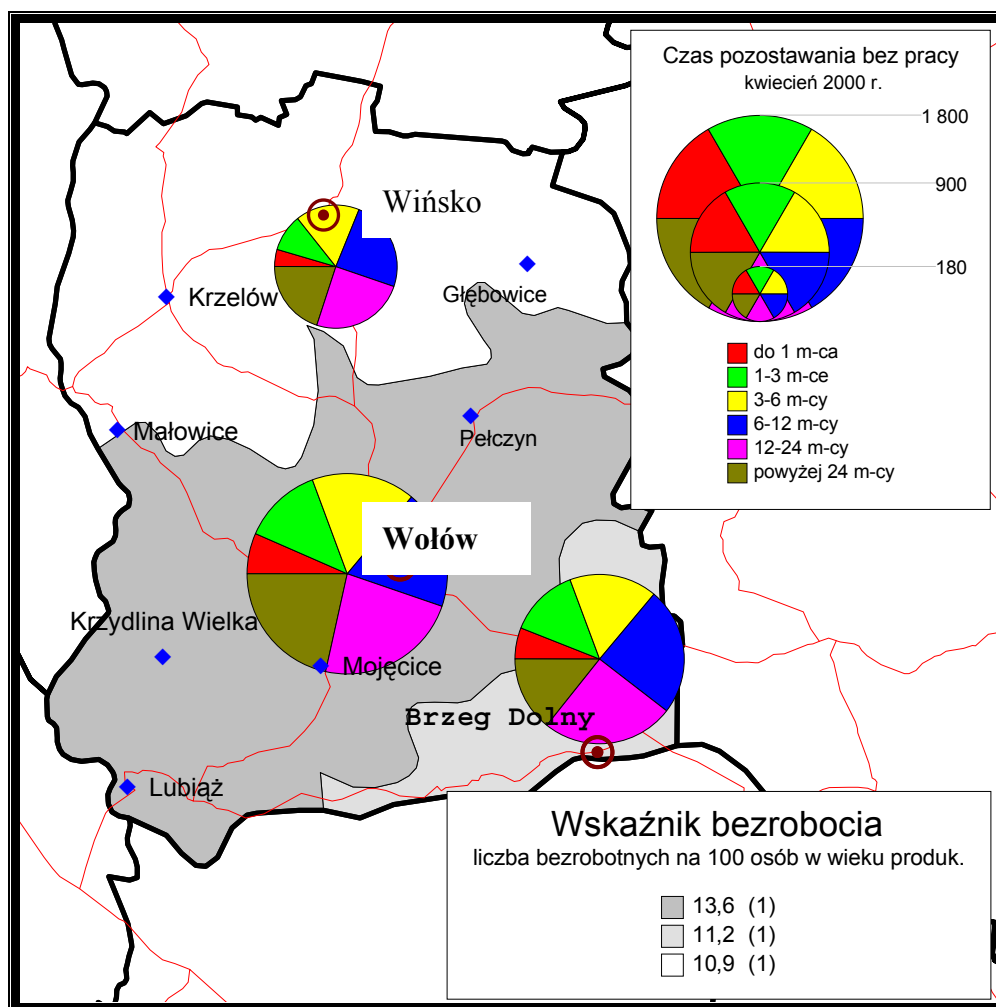 Czas pozostawania bez pracy
kwiecień 2000 r.
1 800
900
180
do 1 m-ca
1-3 m-ce
3-6 m-cy
6-12 m-cy
12-24 m-cy
powyżej 24 m-cy
Wińsko
Krzelów
Głębowice
Małowice
Pełczyn
Wołów
Krzydlina Wielka
Mojęcice
Brzeg Dolny
Lubiąż
Wskaźnik bezrobocia
liczba bezrobotnych na 100 osób w wieku produk.
13,6 (1)
11,2 (1)
10,9 (1)